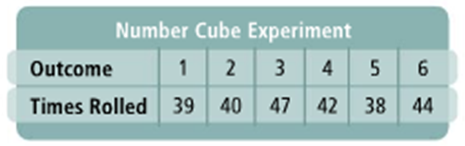 Number Cube Experiment
Outcome 1 2 3 4 5 6
Times Rolled 39 40 47 42 38 44